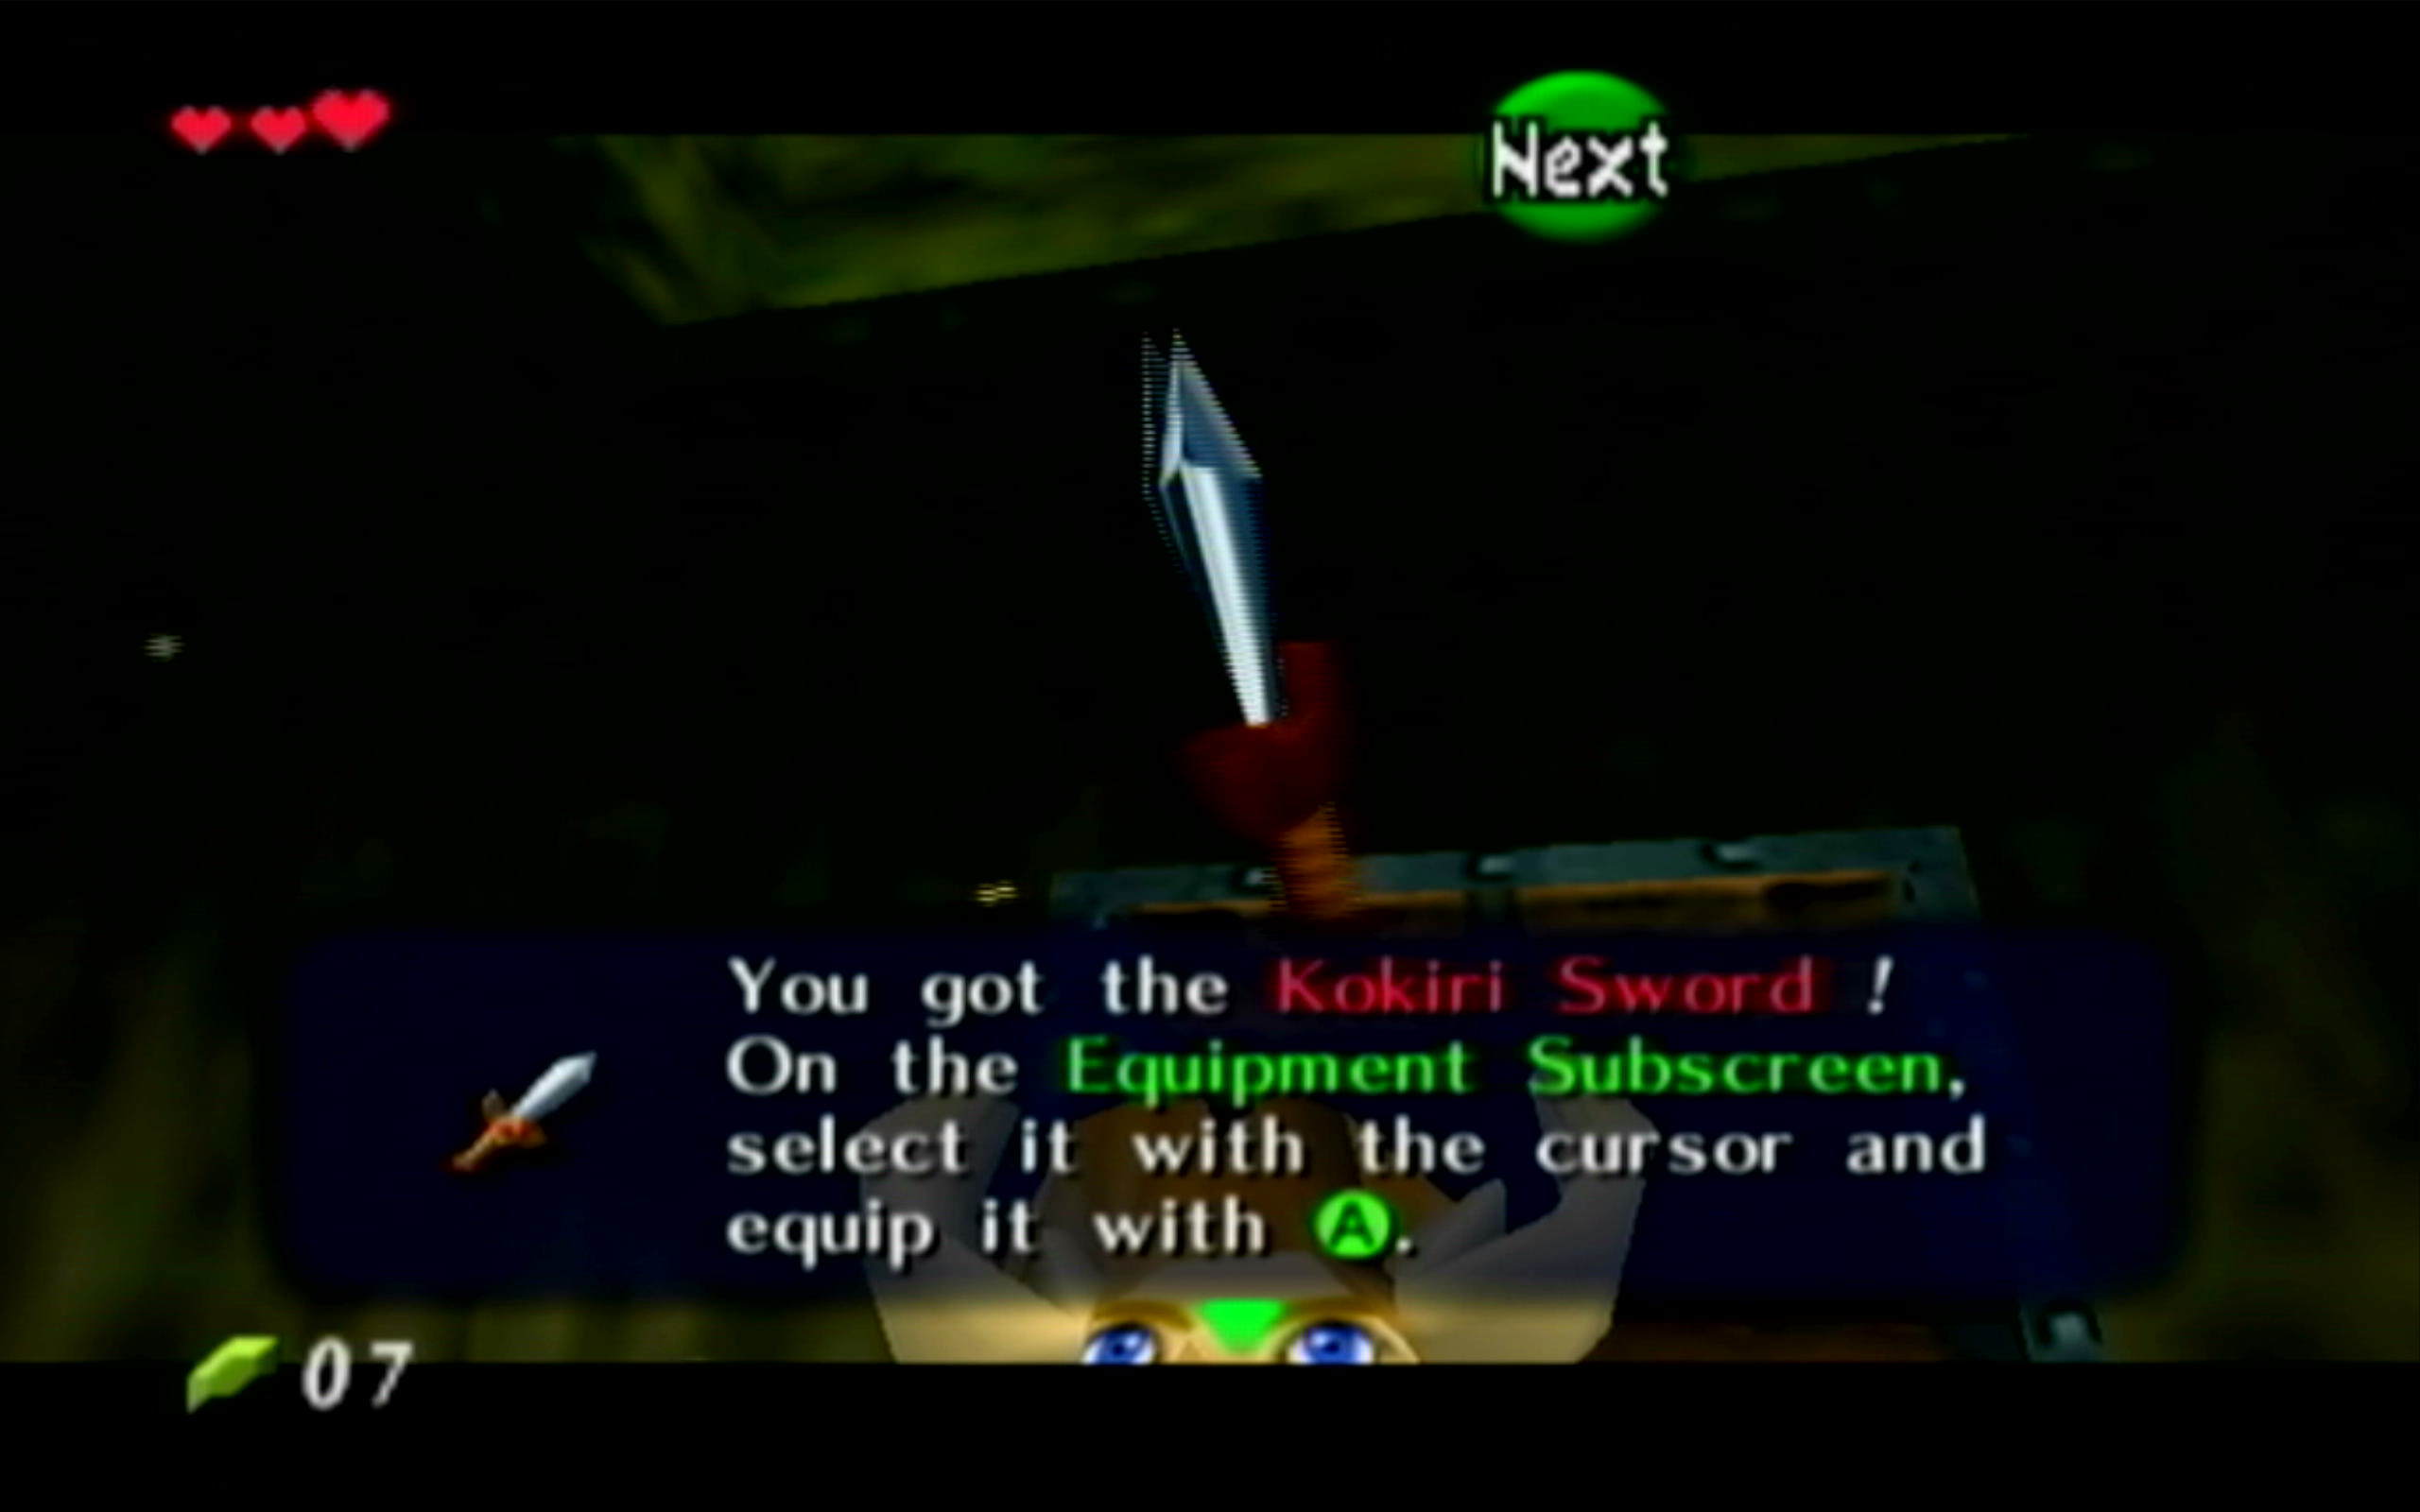 Next
You got the Kokiri Sword !
On the Equipment Subscreen,
select it with the cursor and
equip it with A.
07